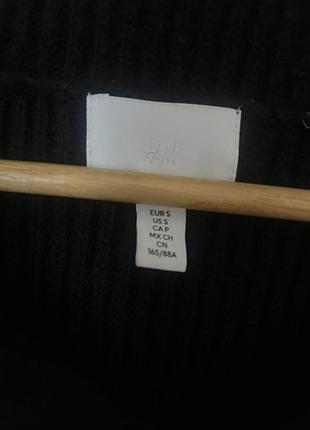 H&M
EUR S
US S
CA P
MX CH
CN
165/88A